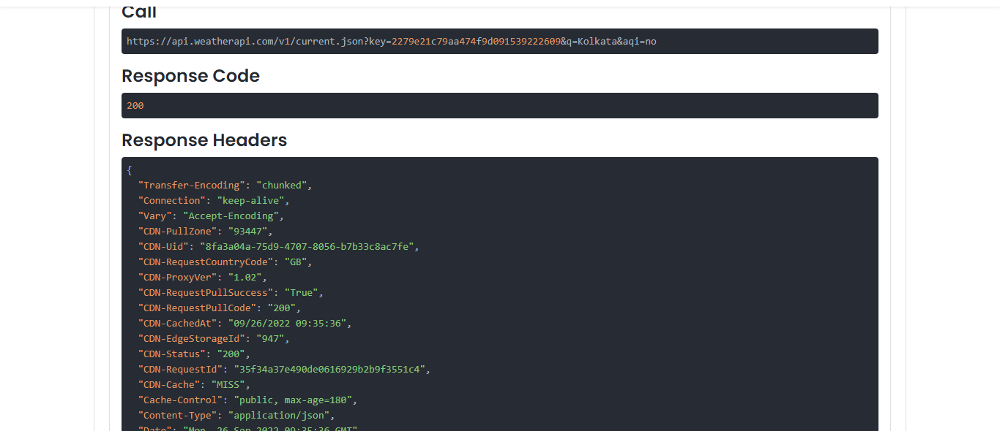 Call
https://api.weatherapi.com/v1/current.json?key=2279e21c79aa474f9d091539222609&q=Kolkata&aqi=no
Response Code
200
Response Headers
{
"Transfer-Encoding": "chunked",
"Connection": "keep-alive",
"Vary": "Accept-Encoding",
"CDN-PullZone": "93447",
"CDN-Uid": "8fa3a04a-75d9-4707-8056-b7b33c8ac7fe",
"CDN-RequestCountryCode": "GB",
"CDN-ProxyVer": "1.02",
"CDN-RequestPullSuccess": "True",
"CDN-RequestPullCode": "200",
"CDN-CachedAt": "09/26/2022 09:35:36",
"CDN-EdgeStorageId": "947",
"CDN-Status": "200",
"CDN-RequestId": "35f34a37e490de0616929b2b9f3551c4",
"CDN-Cache": "MISS",
"Cache-Control": "public, max-age=180",
"Content-Type": "application/json",
"Date": "Mon, 26 Sep 2022 09:35:36 GMT"